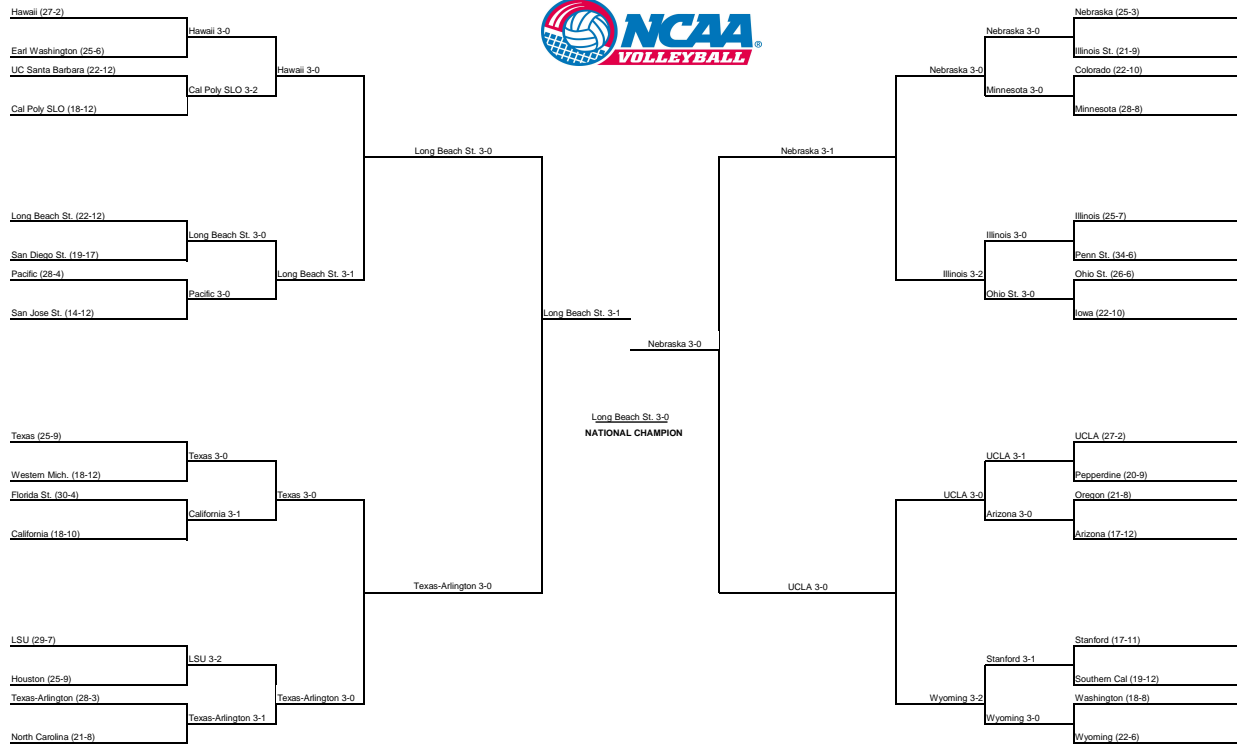 NCAA®
VOLLEYBALL
Hawaii (27-2)
Hawaii 3-0
Earl Washington (25-6)
UC Santa Barbara (22-12)
Hawaii 3-0
Cal Poly SLO 3-2
Cal Poly SLO (18-12)
Long Beach St. 3-0
Long Beach St. (22-12)
Long Beach St. 3-0
San Diego St. (19-17)
Pacific (28-4)
Long Beach St. 3-1
Pacific 3-0
San Jose St. (14-12)
Long Beach St. 3-1
Texas (25-9)
Texas 3-0
Western Mich. (18-12)
Florida St. (30-4)
Texas 3-0
California 3-1
California (18-10)
Texas-Arlington 3-0
LSU (29-7)
LSU 3-2
Houston (25-9)
Texas-Arlington (28-3)
Texas-Arlington 3-0
Texas-Arlington 3-1
North Carolina (21-8)
Nebraska 3-0
Long Beach St. 3-0
NATIONAL CHAMPION
Nebraska (25-3)
Nebraska 3-0
Illinois St. (21-9)
Nebraska 3-0
Colorado (22-10)
Minnesota 3-0
Minnesota (28-8)
Nebraska 3-1
Illinois (25-7)
Illinois 3-0
Penn St. (34-6)
Illinois 3-2
Ohio St. (26-6)
Ohio St. 3-0
Iowa (22-10)
UCLA (27-2)
UCLA 3-1
Pepperdine (20-9)
UCLA 3-0
Oregon (21-8)
Arizona 3-0
Arizona (17-12)
UCLA 3-0
Stanford (17-11)
Stanford 3-1
Southern Cal (19-12)
Wyoming 3-2
Washington (18-8)
Wyoming 3-0
Wyoming (22-6)